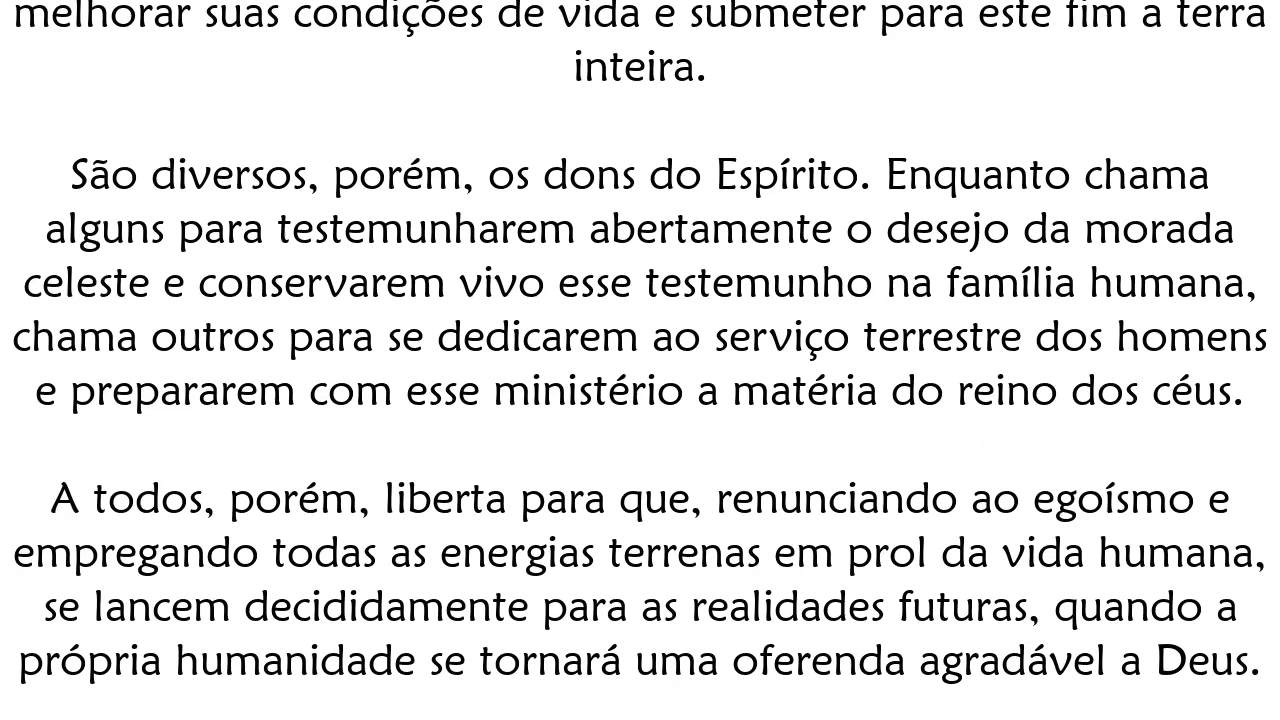 melhorar suas condições de vida e submeter para este fim a terra
inteira.
São diversos, porém, os dons do Espírito. Enquanto chama
alguns para testemunharem abertamente o desejo da morada
celeste e conservarem vivo esse testemunho na família humana,
chama outros para se dedicarem ao serviço terrestre dos homens
e prepararem com esse ministério a matéria do reino dos céus.
A todos, porém, liberta para que, renunciando ao egoísmo e
empregando todas as energias terrenas em prol da vida humana,
se lancem decididamente para as realidades futuras, quando a
própria humanidade se tornará uma oferenda agradável a Deus.